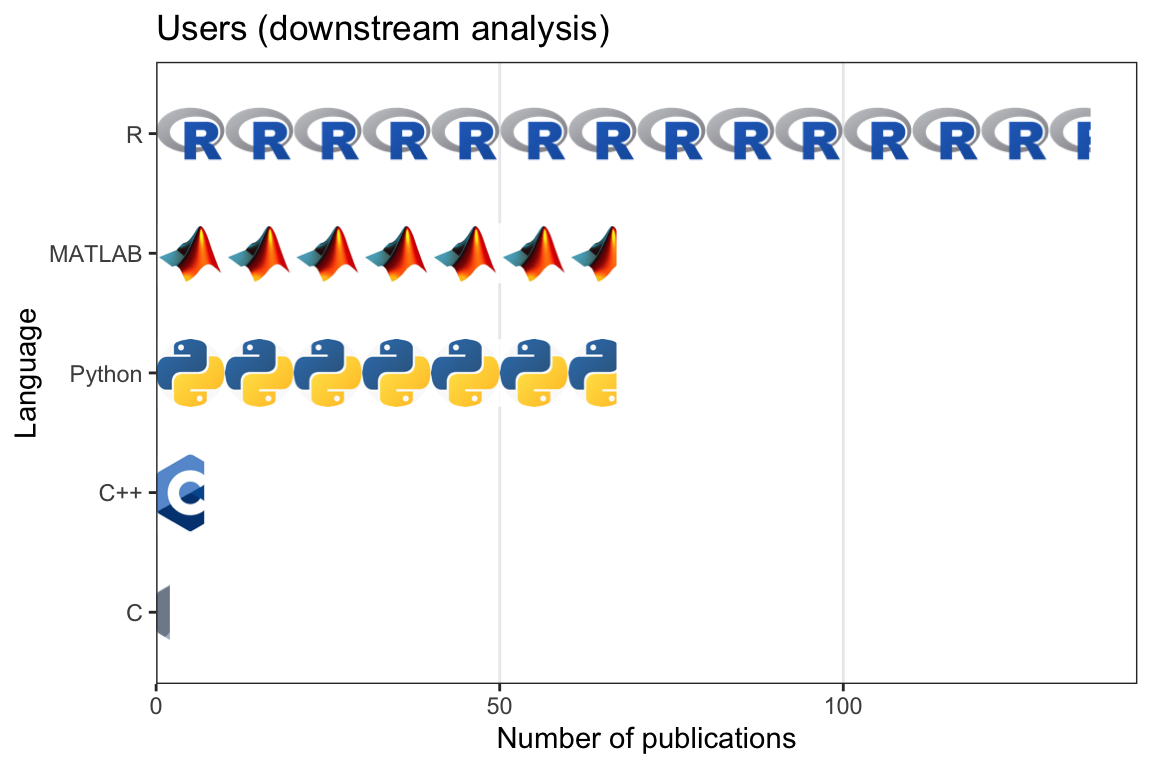 Users (downstream analysis)
R
MATLAB
Python
C++
C
Language
0 50 100
Number of publications
R R R R R R R R R R R R R R
C